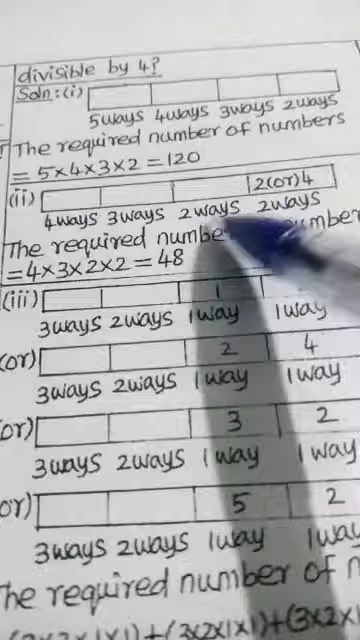 divisible by 4?
Soln:(i)
5ways 4ways 3ways 2ways
The required number of numbers
= 5×4×3×2 = 120
(ii) 2(or)4
4ways 3ways 2ways 2ways
The required number
= 4×3×2×2 = 48
(iii) 1
3ways 2ways 1way 1way
(or) 2 4
3ways 2ways 1way 1way
or) 3 2
3ways 2ways 1way 1way
or) 5 2
3ways 2ways 1way 1way
The required number of